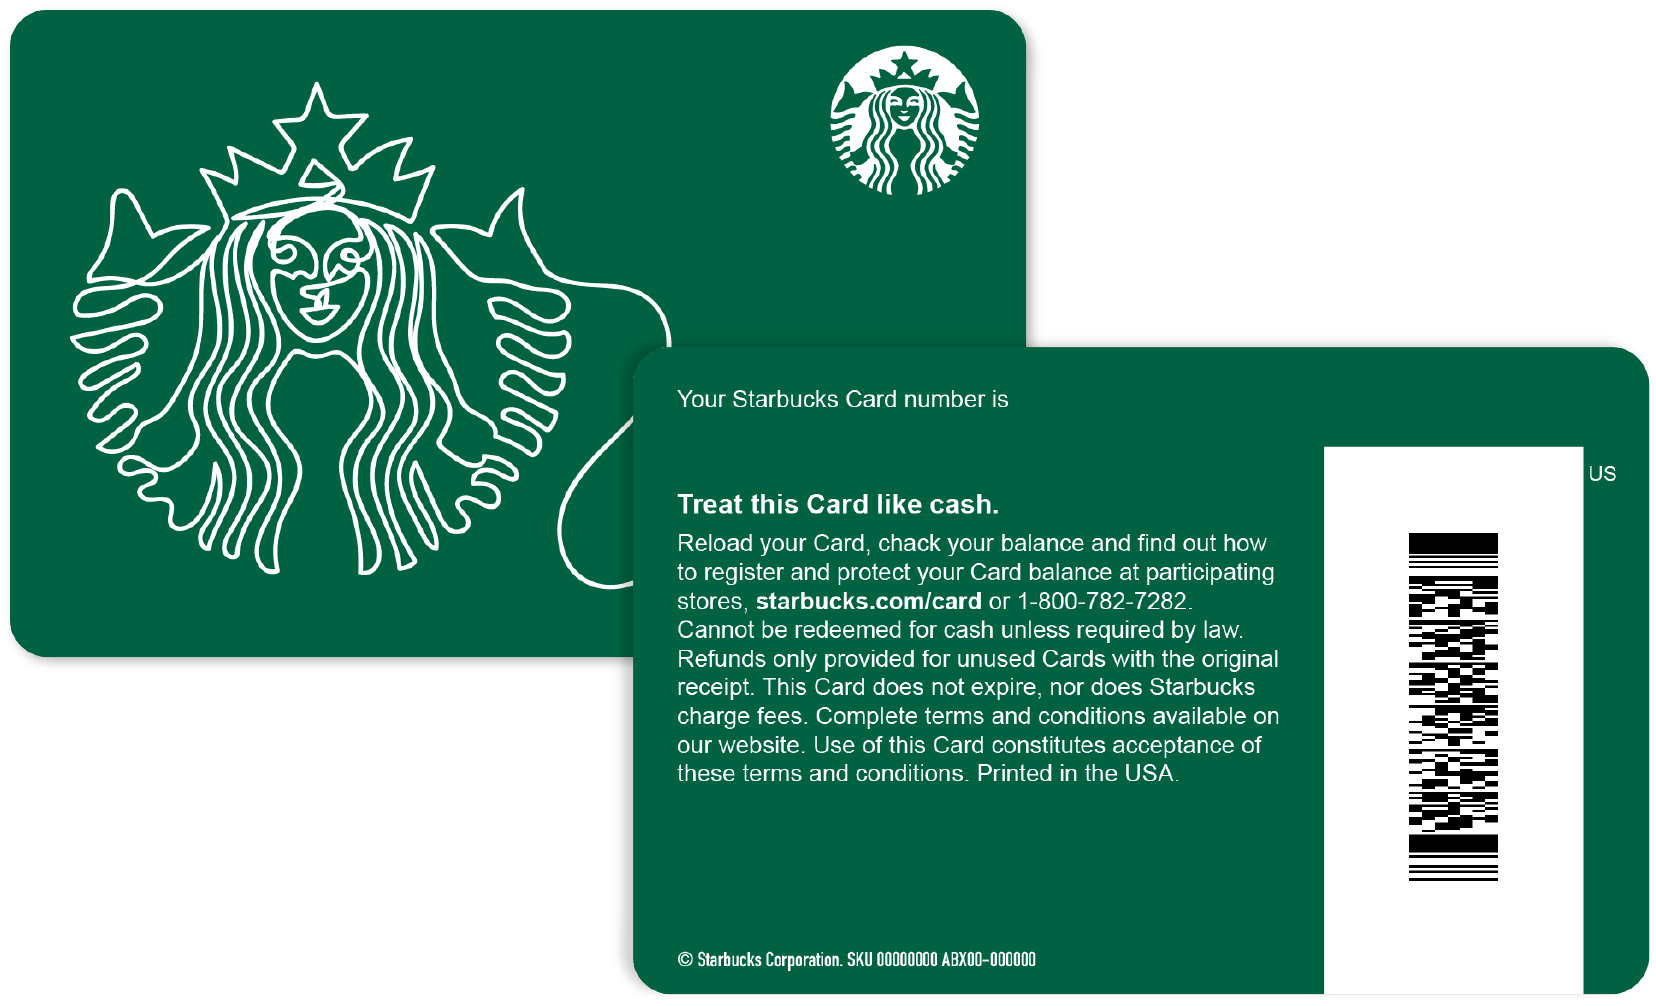 Your Starbucks Card number is
US
Treat this Card like cash.
Reload your Card, chack your balance and find out how
to register and protect your Card balance at participating
stores, starbucks.com/card or 1-800-782-7282.
Cannot be redeemed for cash unless required by law.
Refunds only provided for unused Cards with the original
receipt. This Card does not expire, nor does Starbucks
charge fees. Complete terms and conditions available on
our website. Use of this Card constitutes acceptance of
these terms and conditions. Printed in the USA.
© Starbucks Corporation. SKU 00000000 ABX00-000000